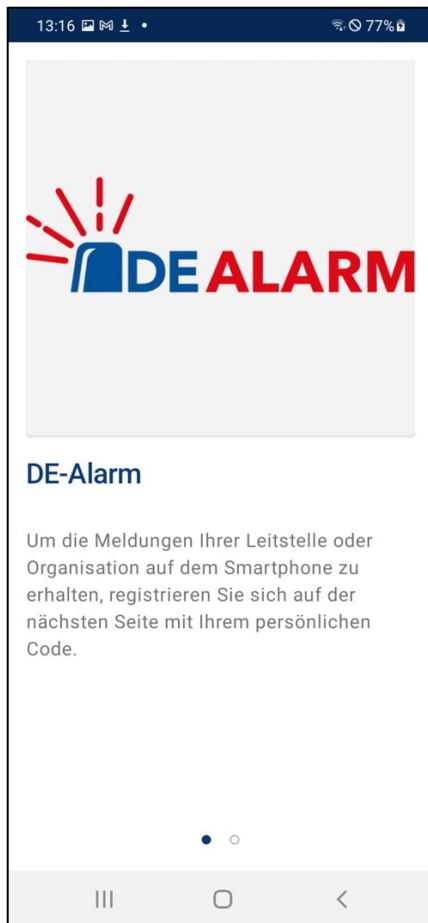 13:16 77%
DE ALARM
DE-Alarm
Um die Meldungen Ihrer Leitstelle oder
Organisation auf dem Smartphone zu
erhalten, registrieren Sie sich auf der
nächsten Seite mit Ihrem persönlichen
Code.